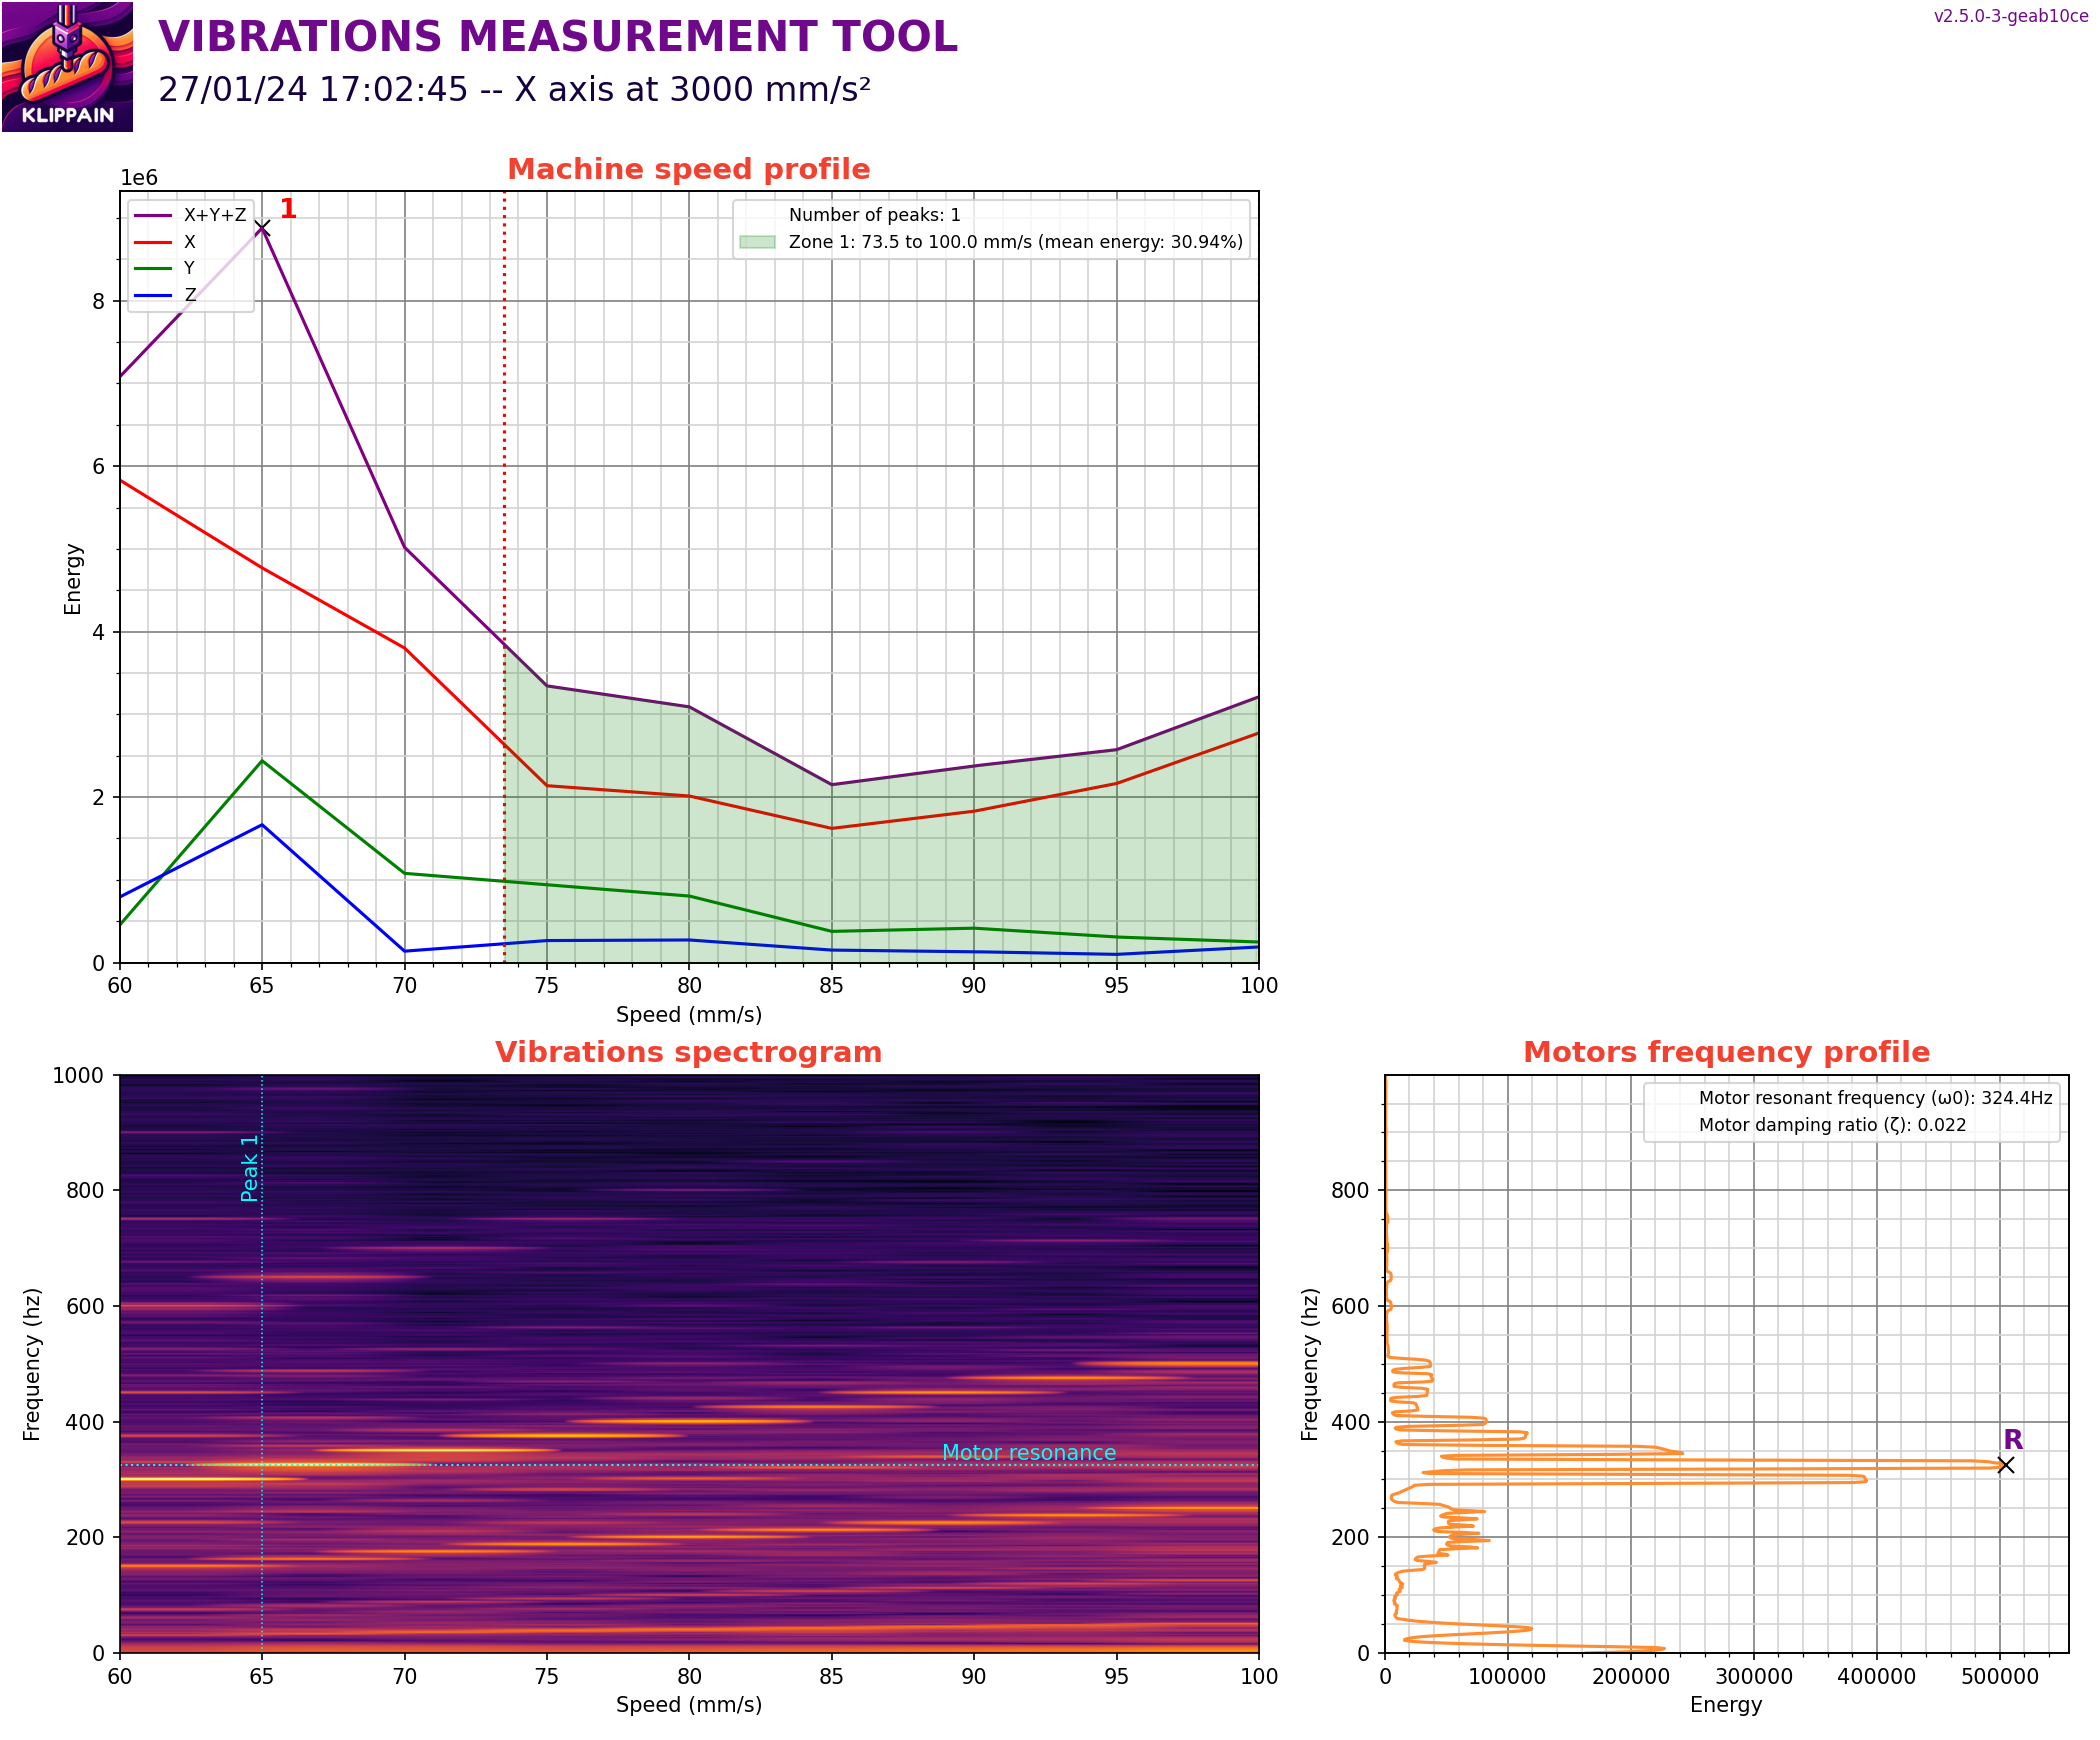 v2.5.0-3-geab10ce
VIBRATIONS MEASUREMENT TOOL
27/01/24 17:02:45 -- X axis at 3000 mm/s²
KLIPPAIN
Machine speed profile
1e6
X+Y+Z
X
Y
Z
1
Number of peaks: 1
Zone 1: 73.5 to 100.0 mm/s (mean energy: 30.94%)
8
6
4
2
0
Energy
60 65 70 75 80 85 90 95 100
Speed (mm/s)
Vibrations spectrogram
1000
800
600
400
200
0
Frequency (hz)
Peak 1
Motor resonance
60 65 70 75 80 85 90 95 100
Speed (mm/s)
Motors frequency profile
Motor resonant frequency (ω0): 324.4Hz
Motor damping ratio (ζ): 0.022
800
600
400
200
0
Frequency (hz)
R
0 100000 200000 300000 400000 500000
Energy